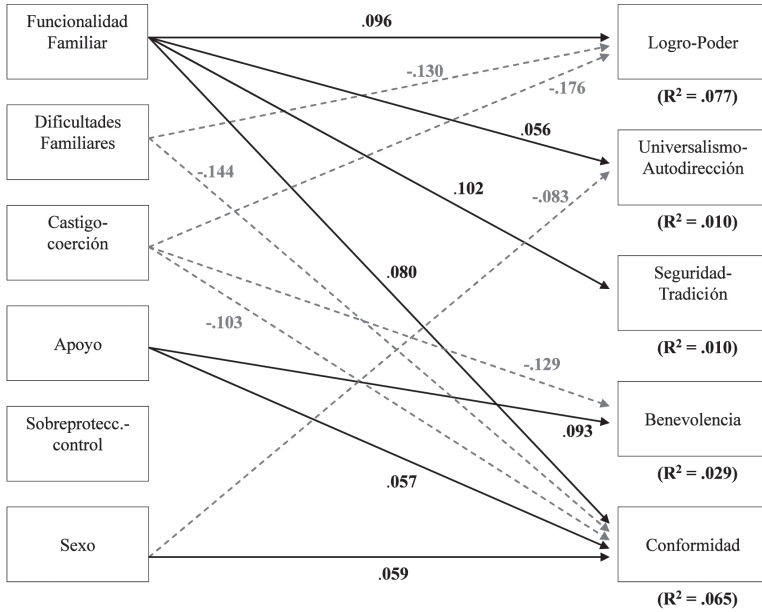 Funcionalidad
Familiar
Dificultades
Familiares
Castigo-
coerción
Apoyo
Sobreprotecc.-
control
Sexo
.096
-.130
-.176
.056
-.144
-.083
.102
.080
-.103
-.129
.093
.057
.059
Logro-Poder
(R² = .077)
Universalismo-
Autodirección
(R² = .010)
Seguridad-
Tradición
(R² = .010)
Benevolencia
(R² = .029)
Conformidad
(R² = .065)